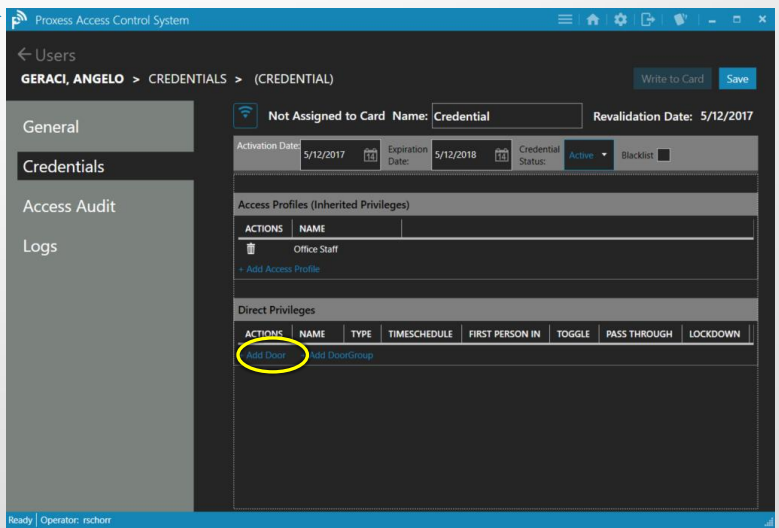 Proxess Access Control System
Users
GERACI, ANGELO > CREDENTIALS > (CREDENTIAL)
Write to Card Save
General
Credentials
Access Audit
Logs
Not Assigned to Card Name: Credential Revalidation Date: 5/12/2017
Activation Date: 5/12/2017 14 Expiration Date: 5/12/2018 14 Credential Status: Active Blacklist
Access Profiles (Inherited Privileges)
ACTIONS NAME
Office Staff
+ Add Access Profile
Direct Privileges
ACTIONS NAME TYPE TIMESCHEDULE FIRST PERSON IN TOGGLE PASS THROUGH LOCKDOWN
+ Add Door + Add DoorGroup
Ready Operator: rschorr